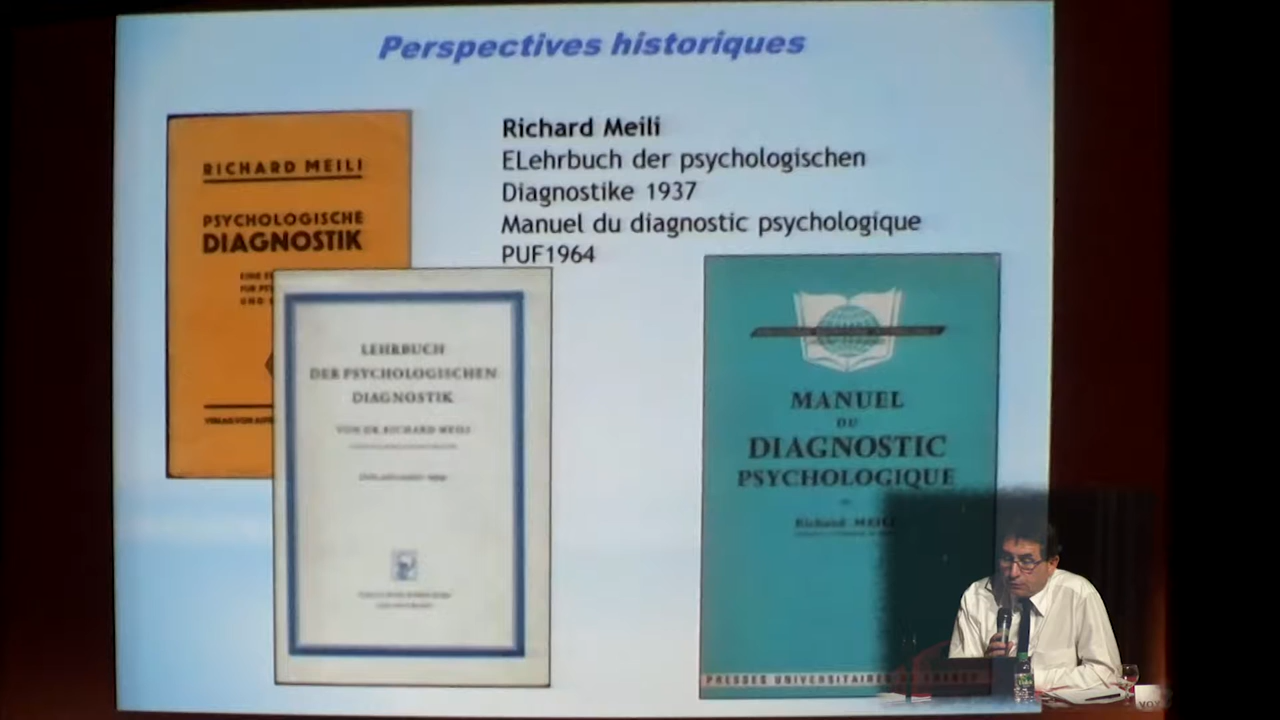 Perspectives historiques
Richard Meili
ELehrbuch der psychologischen
Diagnostike 1937
Manuel du diagnostic psychologique
PUF1964
RICHARD MEILI
PSYCHOLOGISCHE
DIAGNOSTIK
LEHRBUCH
DER PSYCHOLOGISCHEN
DIAGNOSTIK
VON DR. RICHARD MEILI
MANUEL
DU
DIAGNOSTIC
PSYCHOLOGIQUE
Richard MEILI
PRESSES UNIVERSITAIRES
VOX